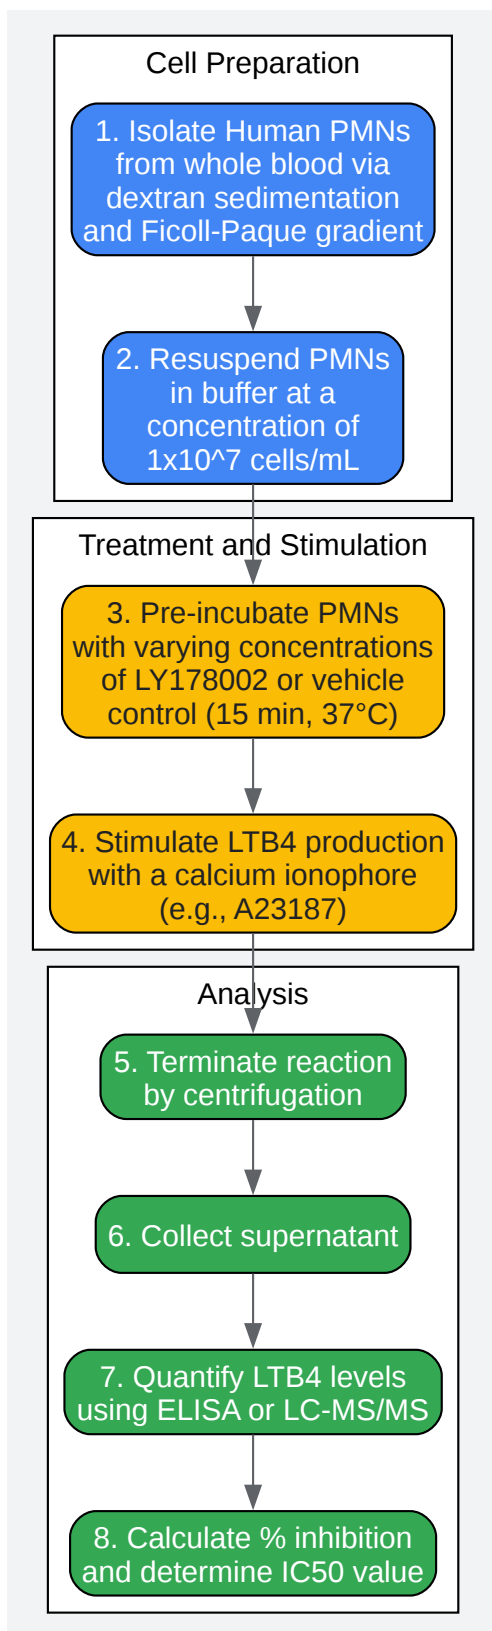 Cell Preparation
1. Isolate Human PMNs
from whole blood via
dextran sedimentation
and Ficoll-Paque gradient
2. Resuspend PMNs
in buffer at a
concentration of
1x10^7 cells/mL
Treatment and Stimulation
3. Pre-incubate PMNs
with varying concentrations
of LY178002 or vehicle
control (15 min, 37°C)
4. Stimulate LTB4 production
with a calcium ionophore
(e.g., A23187)
Analysis
5. Terminate reaction
by centrifugation
6. Collect supernatant
7. Quantify LTB4 levels
using ELISA or LC-MS/MS
8. Calculate % inhibition
and determine IC50 value